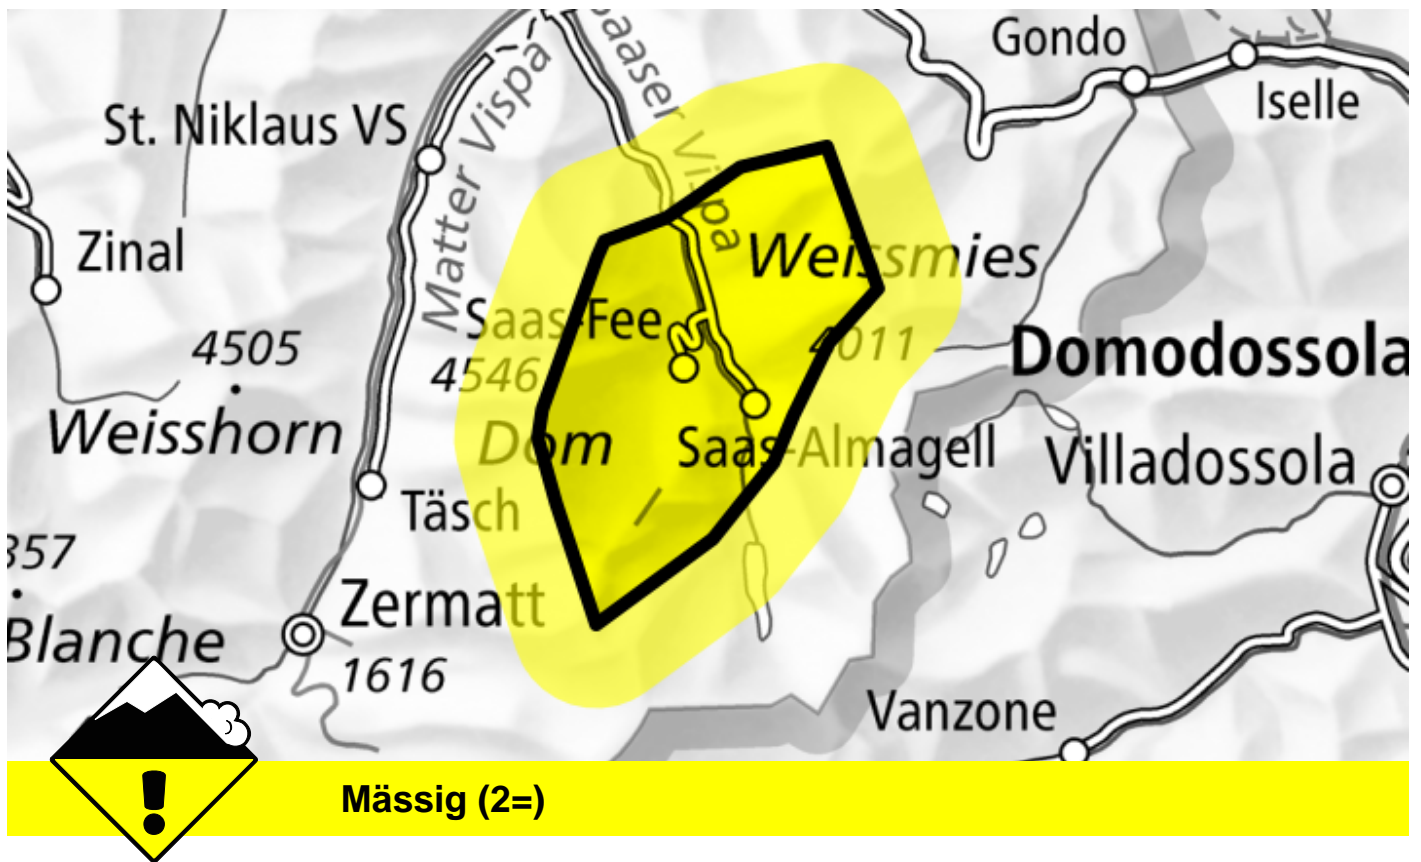 Gondo
Iselle
St. Niklaus VS
Matter Vispa
Saaser Vispa
Zinal
Weissmies
Saas-Fee
4505
4546
4011
Domodossola
Weisshorn
Dom
Saas-Almagell
Villadossola
Täsch
357
Zermatt
Blanche
1616
Vanzone
!
Mässig (2=)